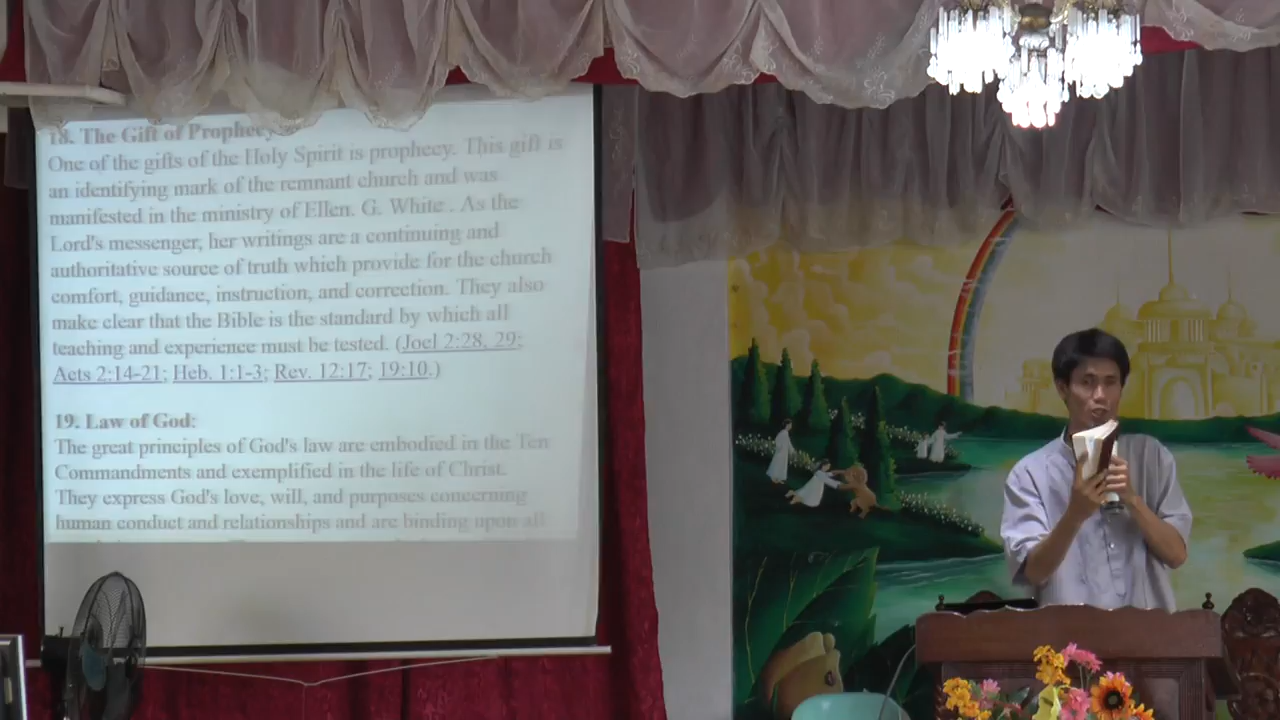 18. The Gift of Prophecy
One of the gifts of the Holy Spirit is prophecy. This gift is
an identifying mark of the remnant church and was
manifested in the ministry of Ellen. G. White . As the
Lord's messenger, her writings are a continuing and
authoritative source of truth which provide for the church
comfort, guidance, instruction, and correction. They also
make clear that the Bible is the standard by which all
teaching and experience must be tested. (Joel 2:28, 29;
Acts 2:14-21; Heb. 1:1-3; Rev. 12:17; 19:10.)
19. Law of God:
The great principles of God's law are embodied in the Ten
Commandments and exemplified in the life of Christ.
They express God's love, will, and purposes concerning
human conduct and relationships and are binding upon all